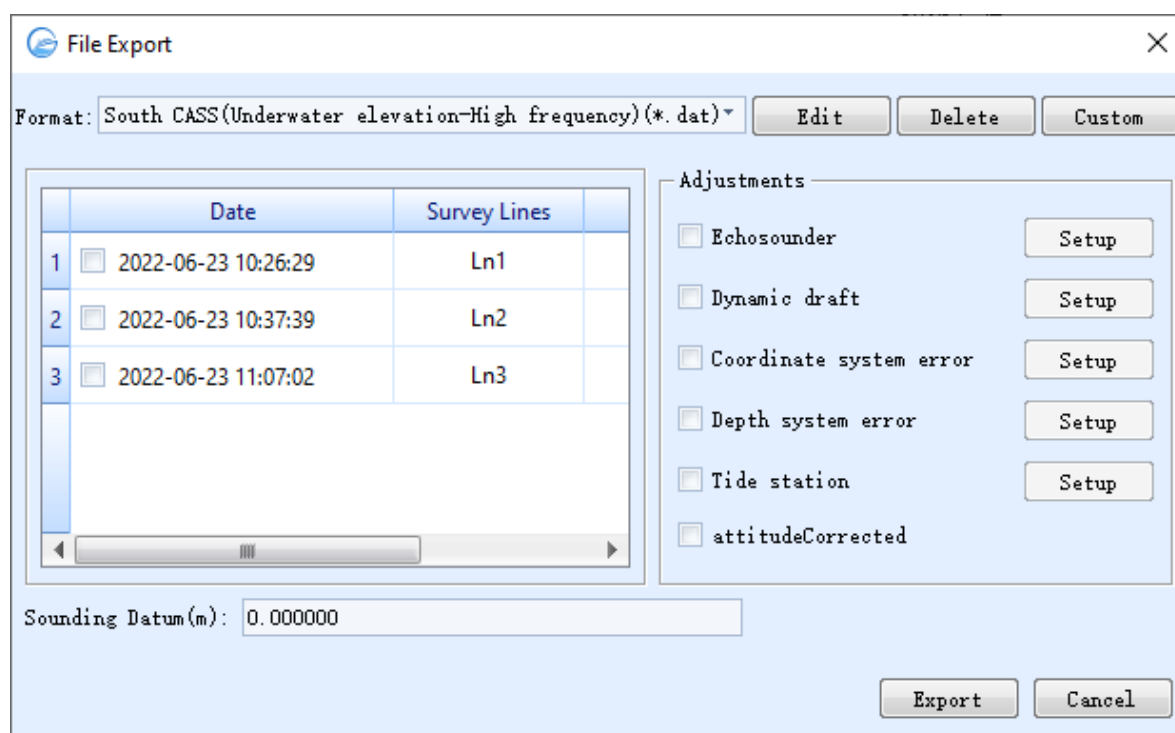 File Export
Format: South CASS(Underwater elevation-High frequency)(*.dat) Edit Delete Custom
Date Survey Lines
1 2022-06-23 10:26:29 Ln1
2 2022-06-23 10:37:39 Ln2
3 2022-06-23 11:07:02 Ln3
Adjustments
Echosounder Setup
Dynamic draft Setup
Coordinate system error Setup
Depth system error Setup
Tide station Setup
attitudeCorrected
Sounding Datum(m): 0.000000
Export Cancel